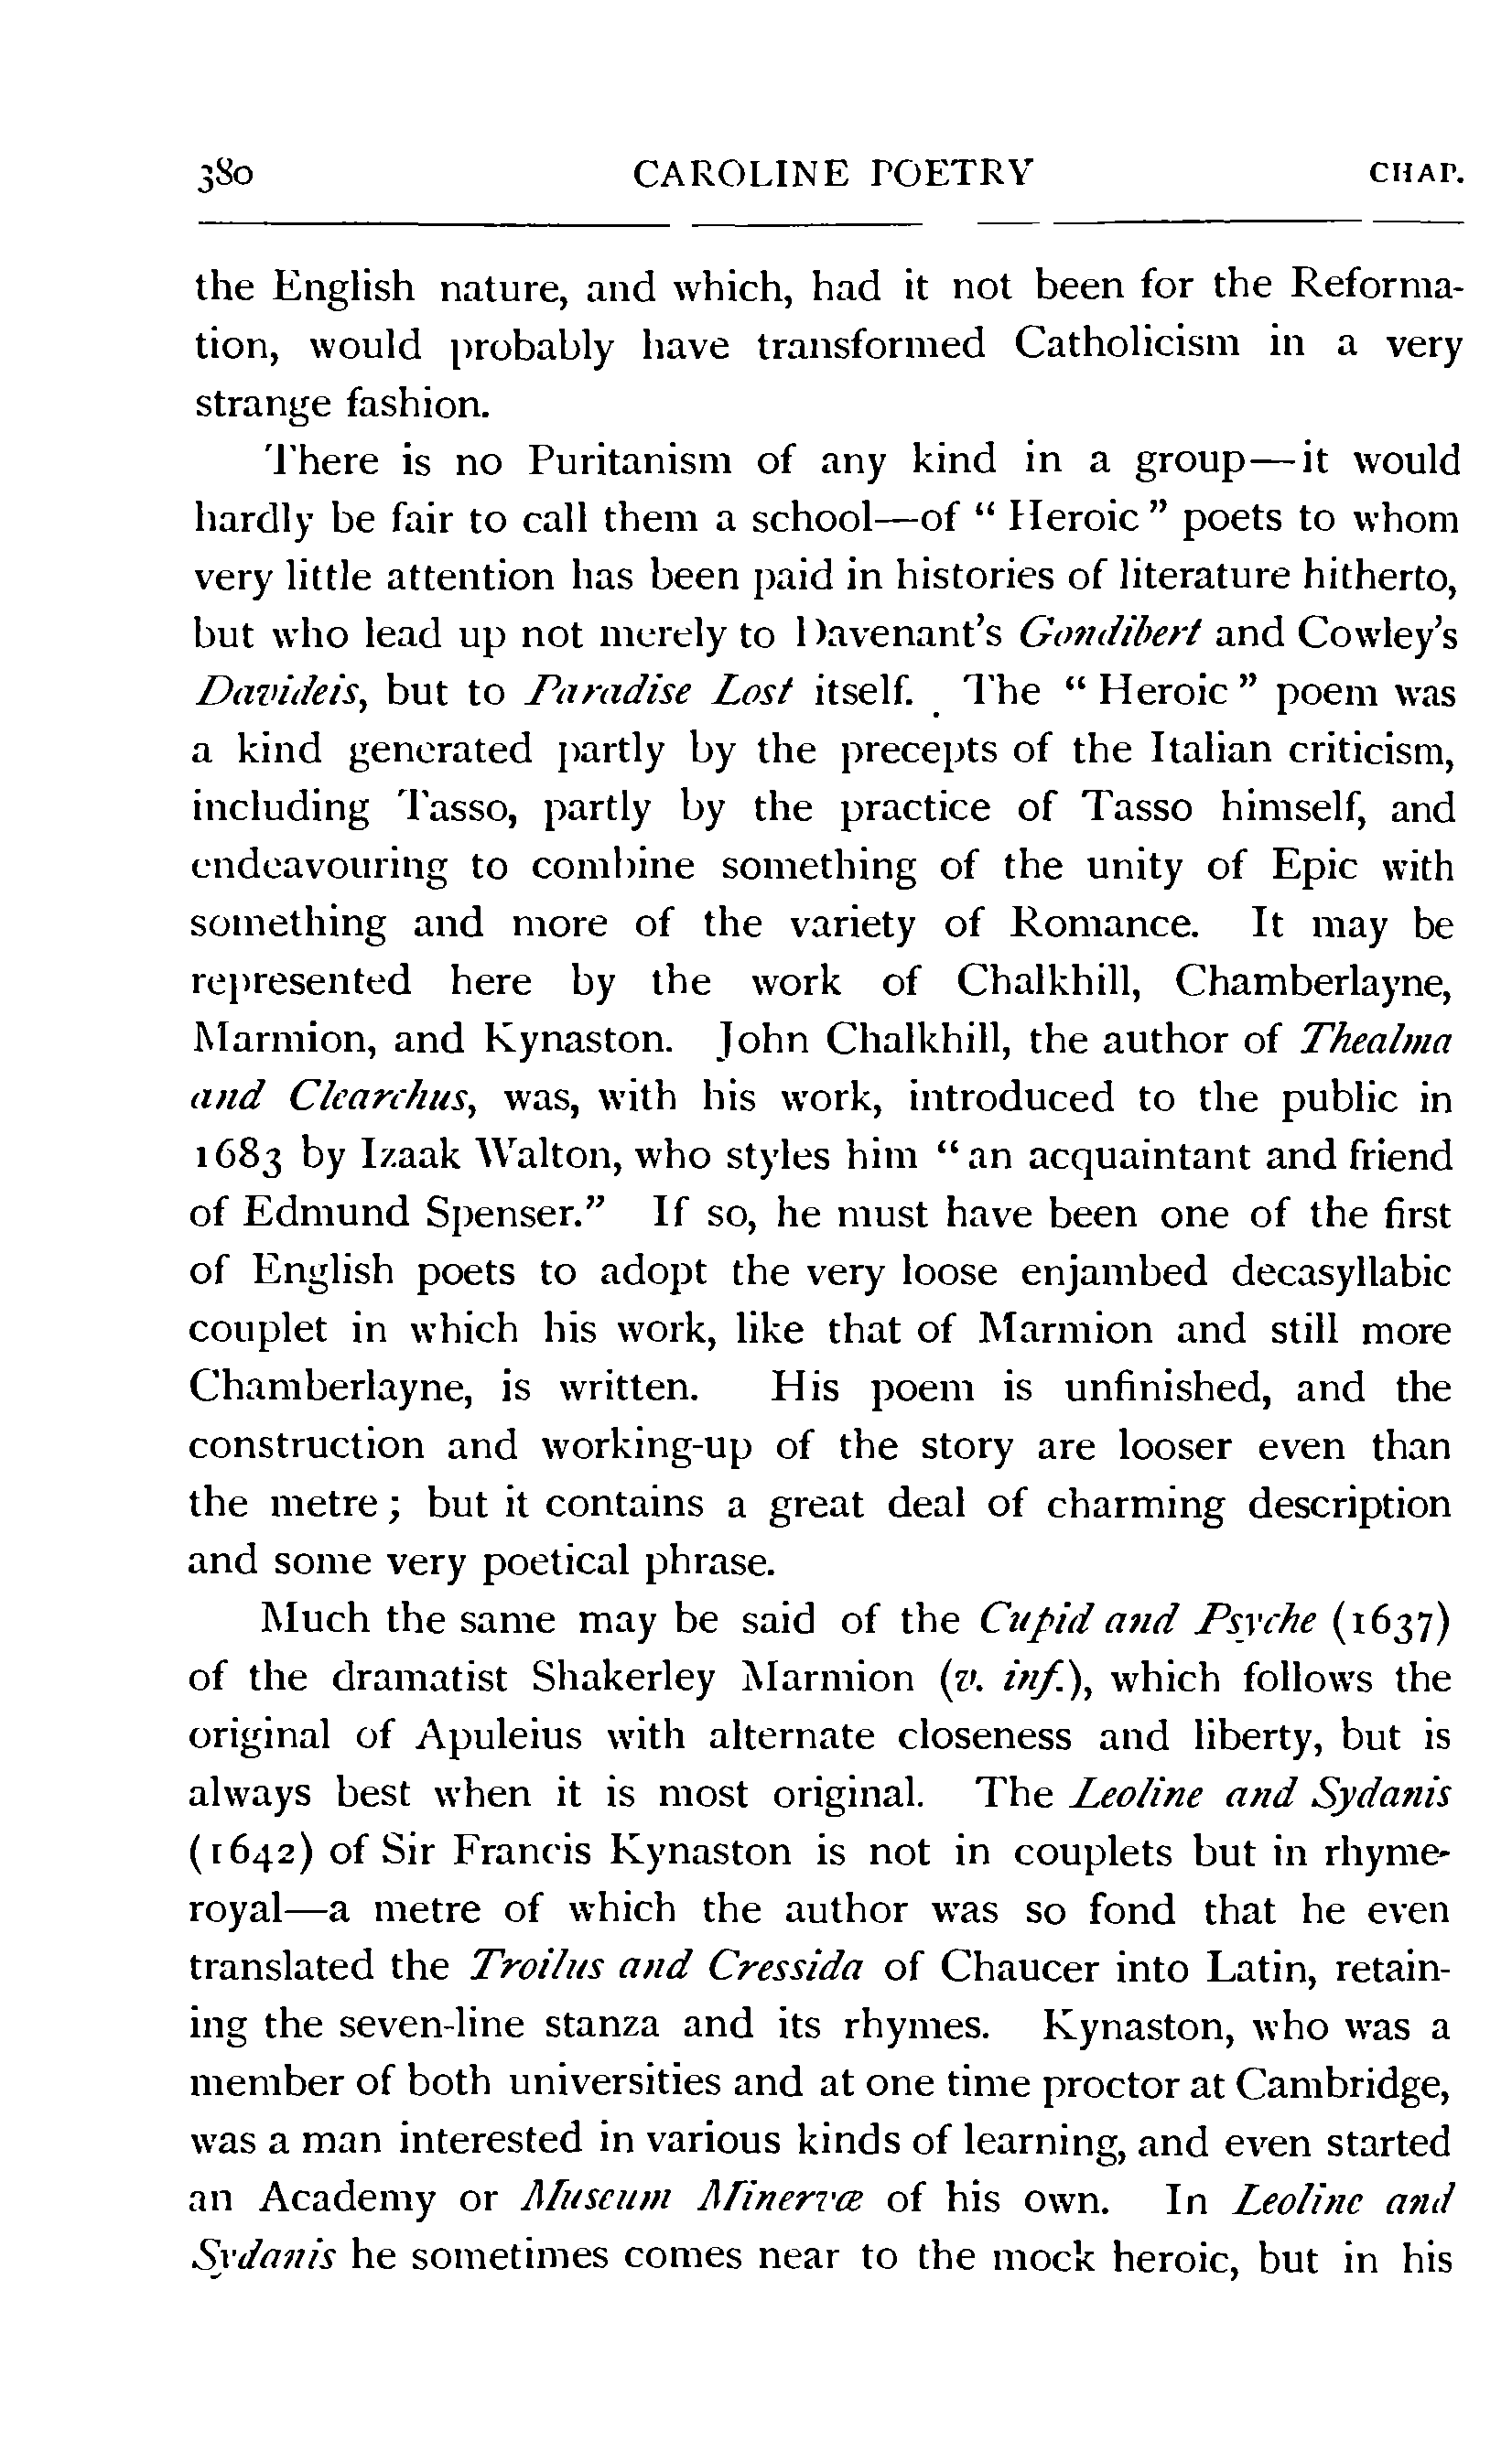 380 CAROLINE POETRY CHAP.
the English nature, and which, had it not been for the Reforma-
tion, would probably have transformed Catholicism in a very
strange fashion.
There is no Puritanism of any kind in a group—it would
hardly be fair to call them a school—of “ Heroic ” poets to whom
very little attention has been paid in histories of literature hitherto,
but who lead up not merely to Davenant’s Gondibert and Cowley’s
Davideis, but to Paradise Lost itself. The “ Heroic ” poem was
a kind generated partly by the precepts of the Italian criticism,
including Tasso, partly by the practice of Tasso himself, and
endeavouring to combine something of the unity of Epic with
something and more of the variety of Romance. It may be
represented here by the work of Chalkhill, Chamberlayne,
Marmion, and Kynaston. John Chalkhill, the author of Thealma
and Clearchus, was, with his work, introduced to the public in
1683 by Izaak Walton, who styles him “ an acquaintant and friend
of Edmund Spenser.” If so, he must have been one of the first
of English poets to adopt the very loose enjambed decasyllabic
couplet in which his work, like that of Marmion and still more
Chamberlayne, is written. His poem is unfinished, and the
construction and working-up of the story are looser even than
the metre ; but it contains a great deal of charming description
and some very poetical phrase.
Much the same may be said of the Cupid and Psyche (1637)
of the dramatist Shakerley Marmion (v. inf.), which follows the
original of Apuleius with alternate closeness and liberty, but is
always best when it is most original. The Leoline and Sydanis
(1642) of Sir Francis Kynaston is not in couplets but in rhyme-
royal—a metre of which the author was so fond that he even
translated the Troilus and Cressida of Chaucer into Latin, retain-
ing the seven-line stanza and its rhymes. Kynaston, who was a
member of both universities and at one time proctor at Cambridge,
was a man interested in various kinds of learning, and even started
an Academy or Museum Minervæ of his own. In Leoline and
Sydanis he sometimes comes near to the mock heroic, but in his